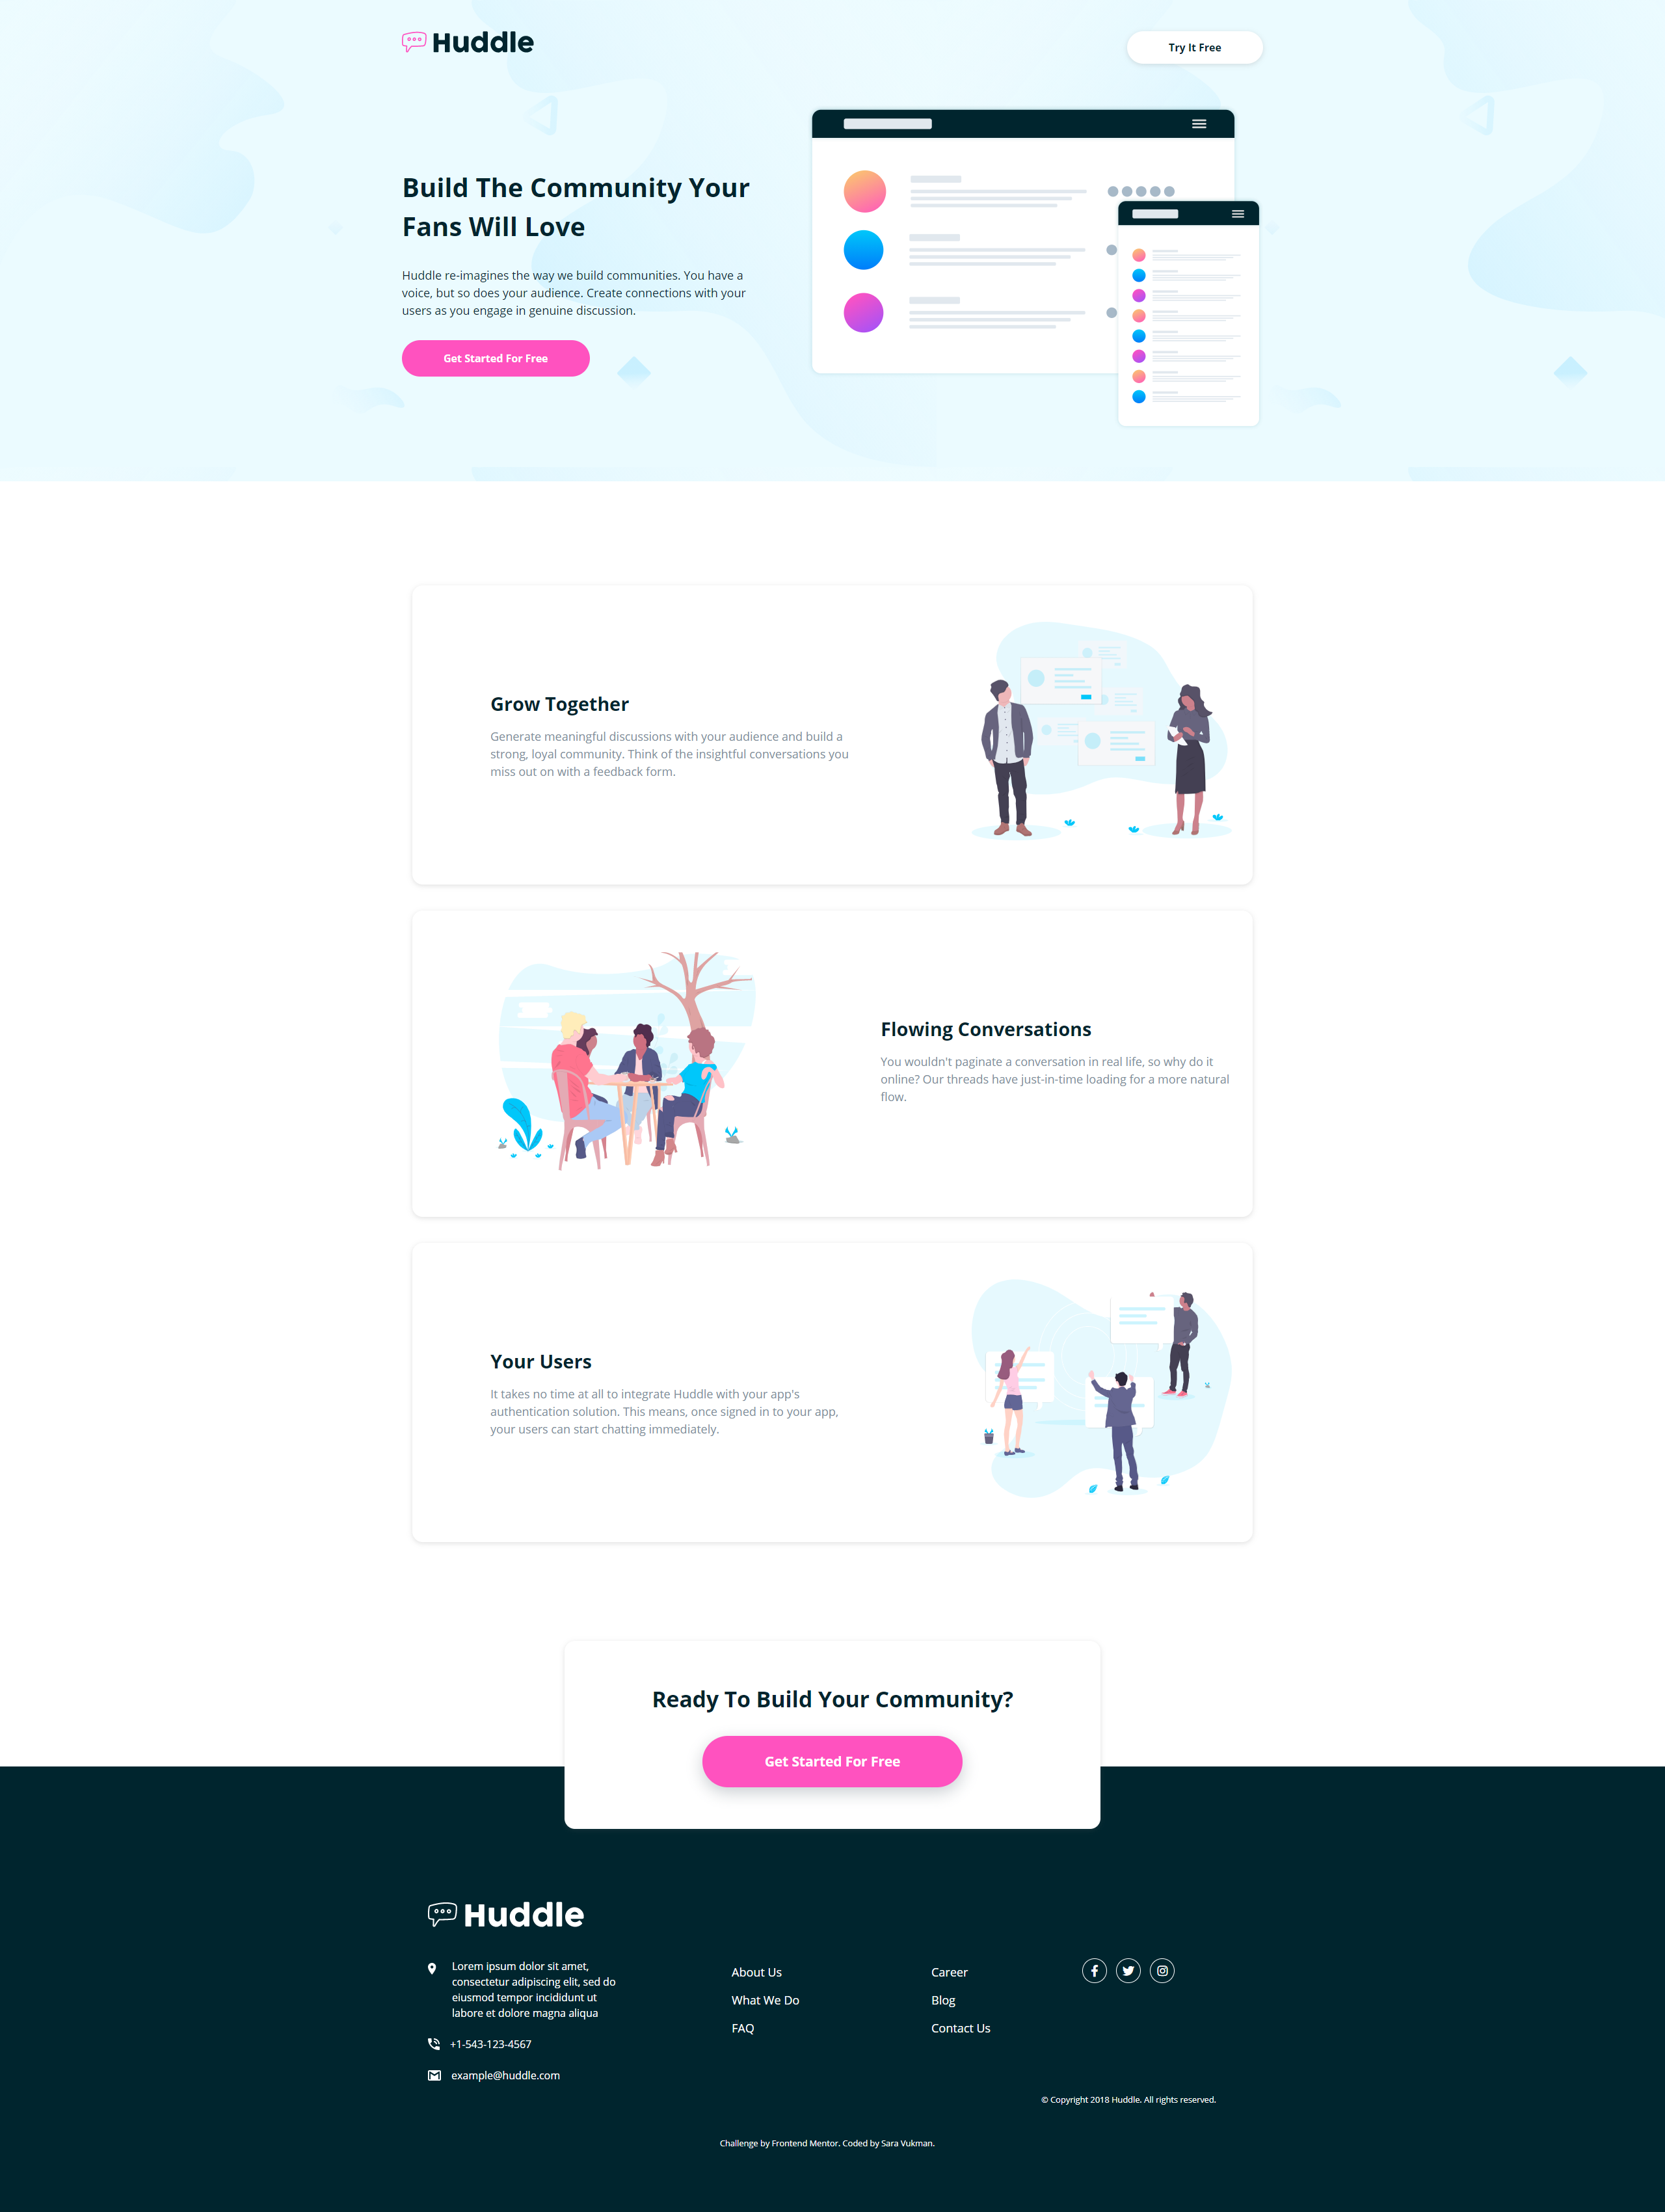 Huddle
Try It Free
Build The Community Your
Fans Will Love
Huddle re-imagines the way we build communities. You have a
voice, but so does your audience. Create connections with your
users as you engage in genuine discussion.
Get Started For Free
Grow Together
Generate meaningful discussions with your audience and build a
strong, loyal community. Think of the insightful conversations you
miss out on with a feedback form.
Flowing Conversations
You wouldn't paginate a conversation in real life, so why do it
online? Our threads have just-in-time loading for a more natural
flow.
Your Users
It takes no time at all to integrate Huddle with your app's
authentication solution. This means, once signed in to your app,
your users can start chatting immediately.
Ready To Build Your Community?
Get Started For Free
Huddle
Lorem ipsum dolor sit amet,
consectetur adipiscing elit, sed do
eiusmod tempor incididunt ut
labore et dolore magna aliqua
+1-543-123-4567
example@huddle.com
About Us
What We Do
FAQ
Career
Blog
Contact Us
© Copyright 2018 Huddle. All rights reserved.
Challenge by Frontend Mentor. Coded by Sara Vukman.